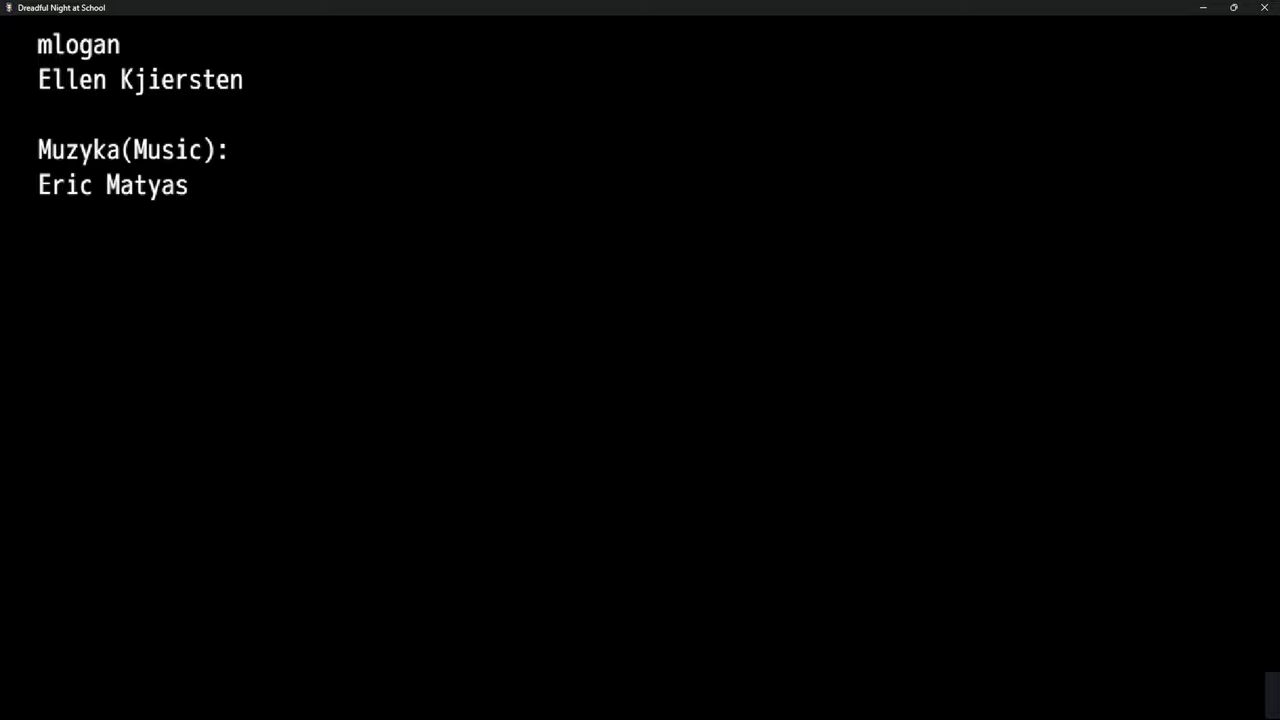 Dreadful Night at School
mlogan
Ellen Kjiersten
Muzyka(Music):
Eric Matyas